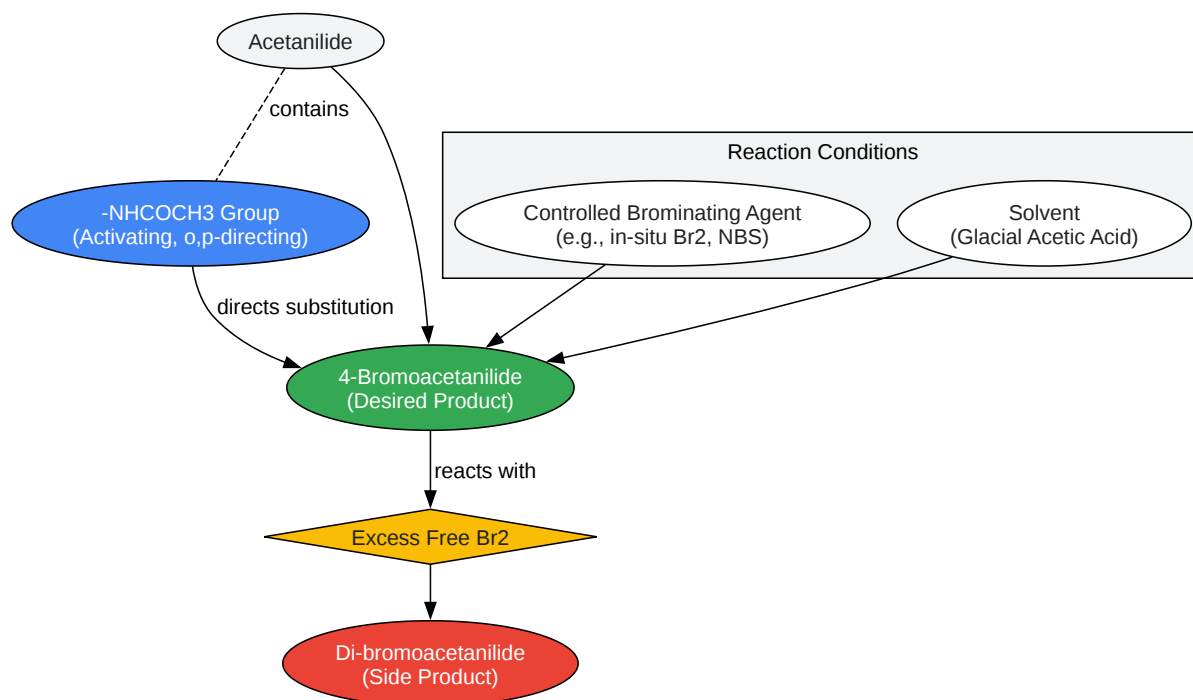 Acetanilide
contains
Reaction Conditions
-NHCOCH3 Group
(Activating, o,p-directing)
Controlled Brominating Agent
(e.g., in-situ Br2, NBS)
Solvent
(Glacial Acetic Acid)
directs substitution
4-Bromoacetanilide
(Desired Product)
reacts with
Excess Free Br2
Di-bromoacetanilide
(Side Product)